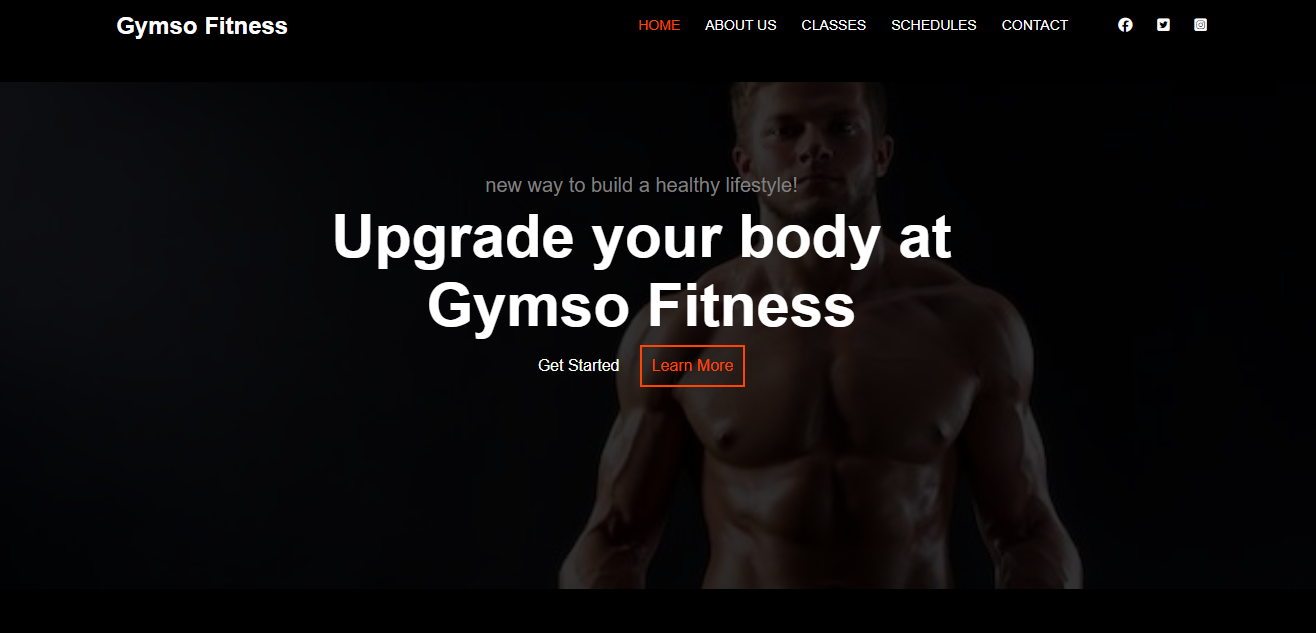 Gymso Fitness
HOME ABOUT US CLASSES SCHEDULES CONTACT
new way to build a healthy lifestyle!
Upgrade your body at
Gymso Fitness
Get Started Learn More